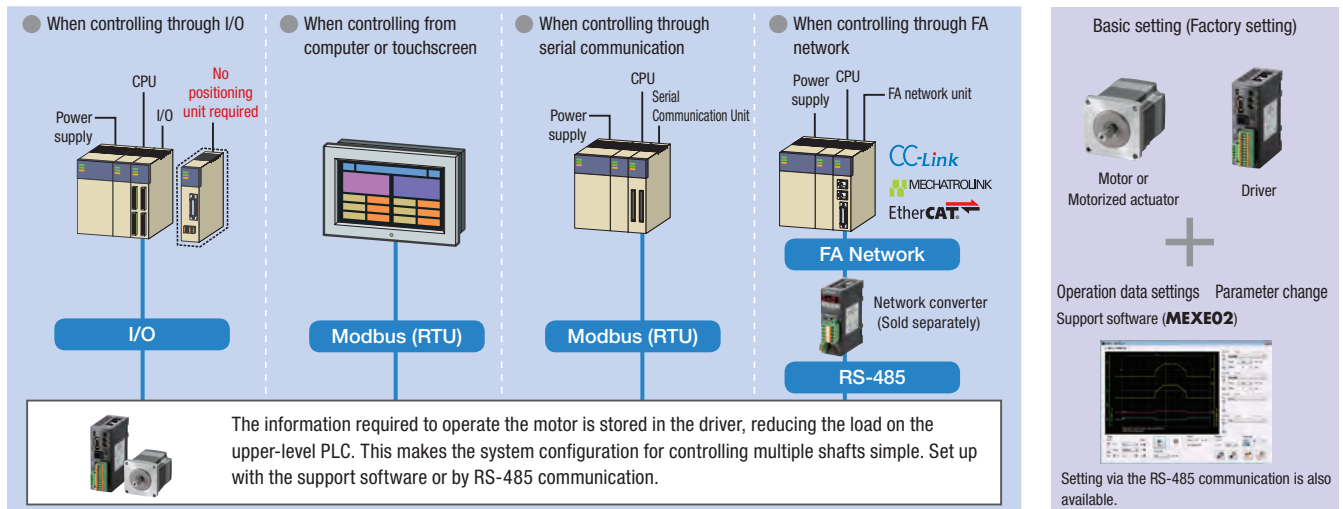 When controlling through I/O
CPU
No
positioning
unit required
I/O
Power
supply
I/O
When controlling from
computer or touchscreen
Modbus (RTU)
When controlling through
serial communication
CPU
Serial
Communication Unit
Power
supply
Modbus (RTU)
When controlling through FA
network
Power
supply
CPU
FA network unit
CC-Link
MECHATROLINK
EtherCAT
FA Network
Network converter
(Sold separately)
RS-485
The information required to operate the motor is stored in the driver, reducing the load on the
upper-level PLC. This makes the system configuration for controlling multiple shafts simple. Set up
with the support software or by RS-485 communication.
Basic setting (Factory setting)
Motor or
Motorized actuator
Driver
Operation data settings Parameter change
Support software (MEXE02)
Setting via the RS-485 communication is also
available.